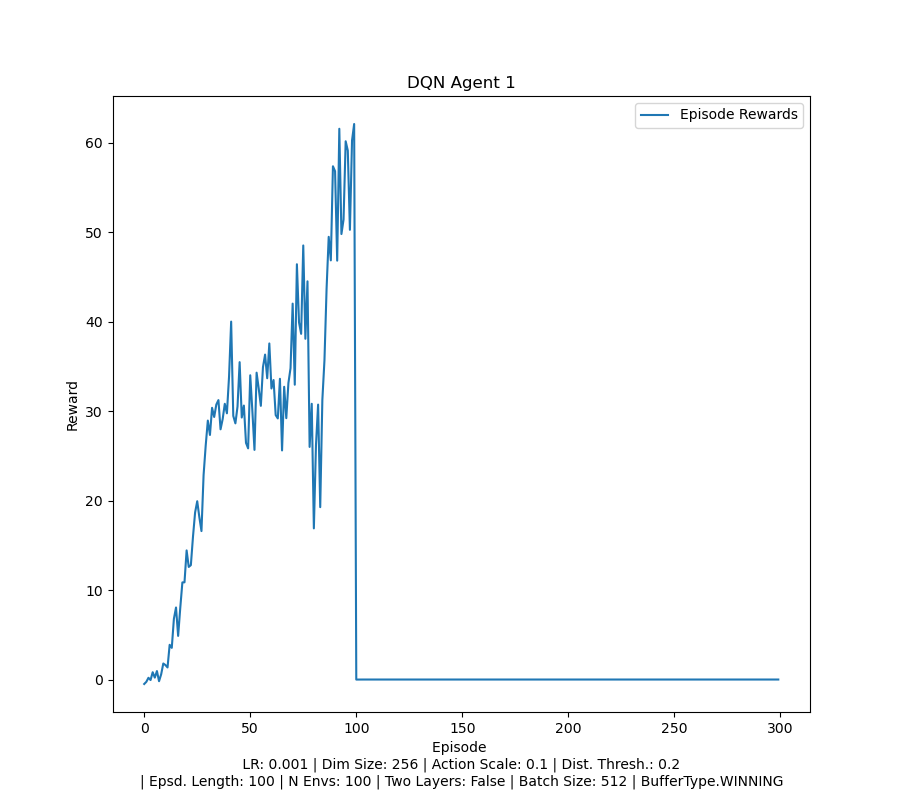 DQN Agent 1
Episode Rewards
60
50
40
30
20
10
0
Reward
0 50 100 150 200 250 300
Episode
LR: 0.001 | Dim Size: 256 | Action Scale: 0.1 | Dist. Thresh.: 0.2
| Epsd. Length: 100 | N Envs: 100 | Two Layers: False | Batch Size: 512 | BufferType.WINNING